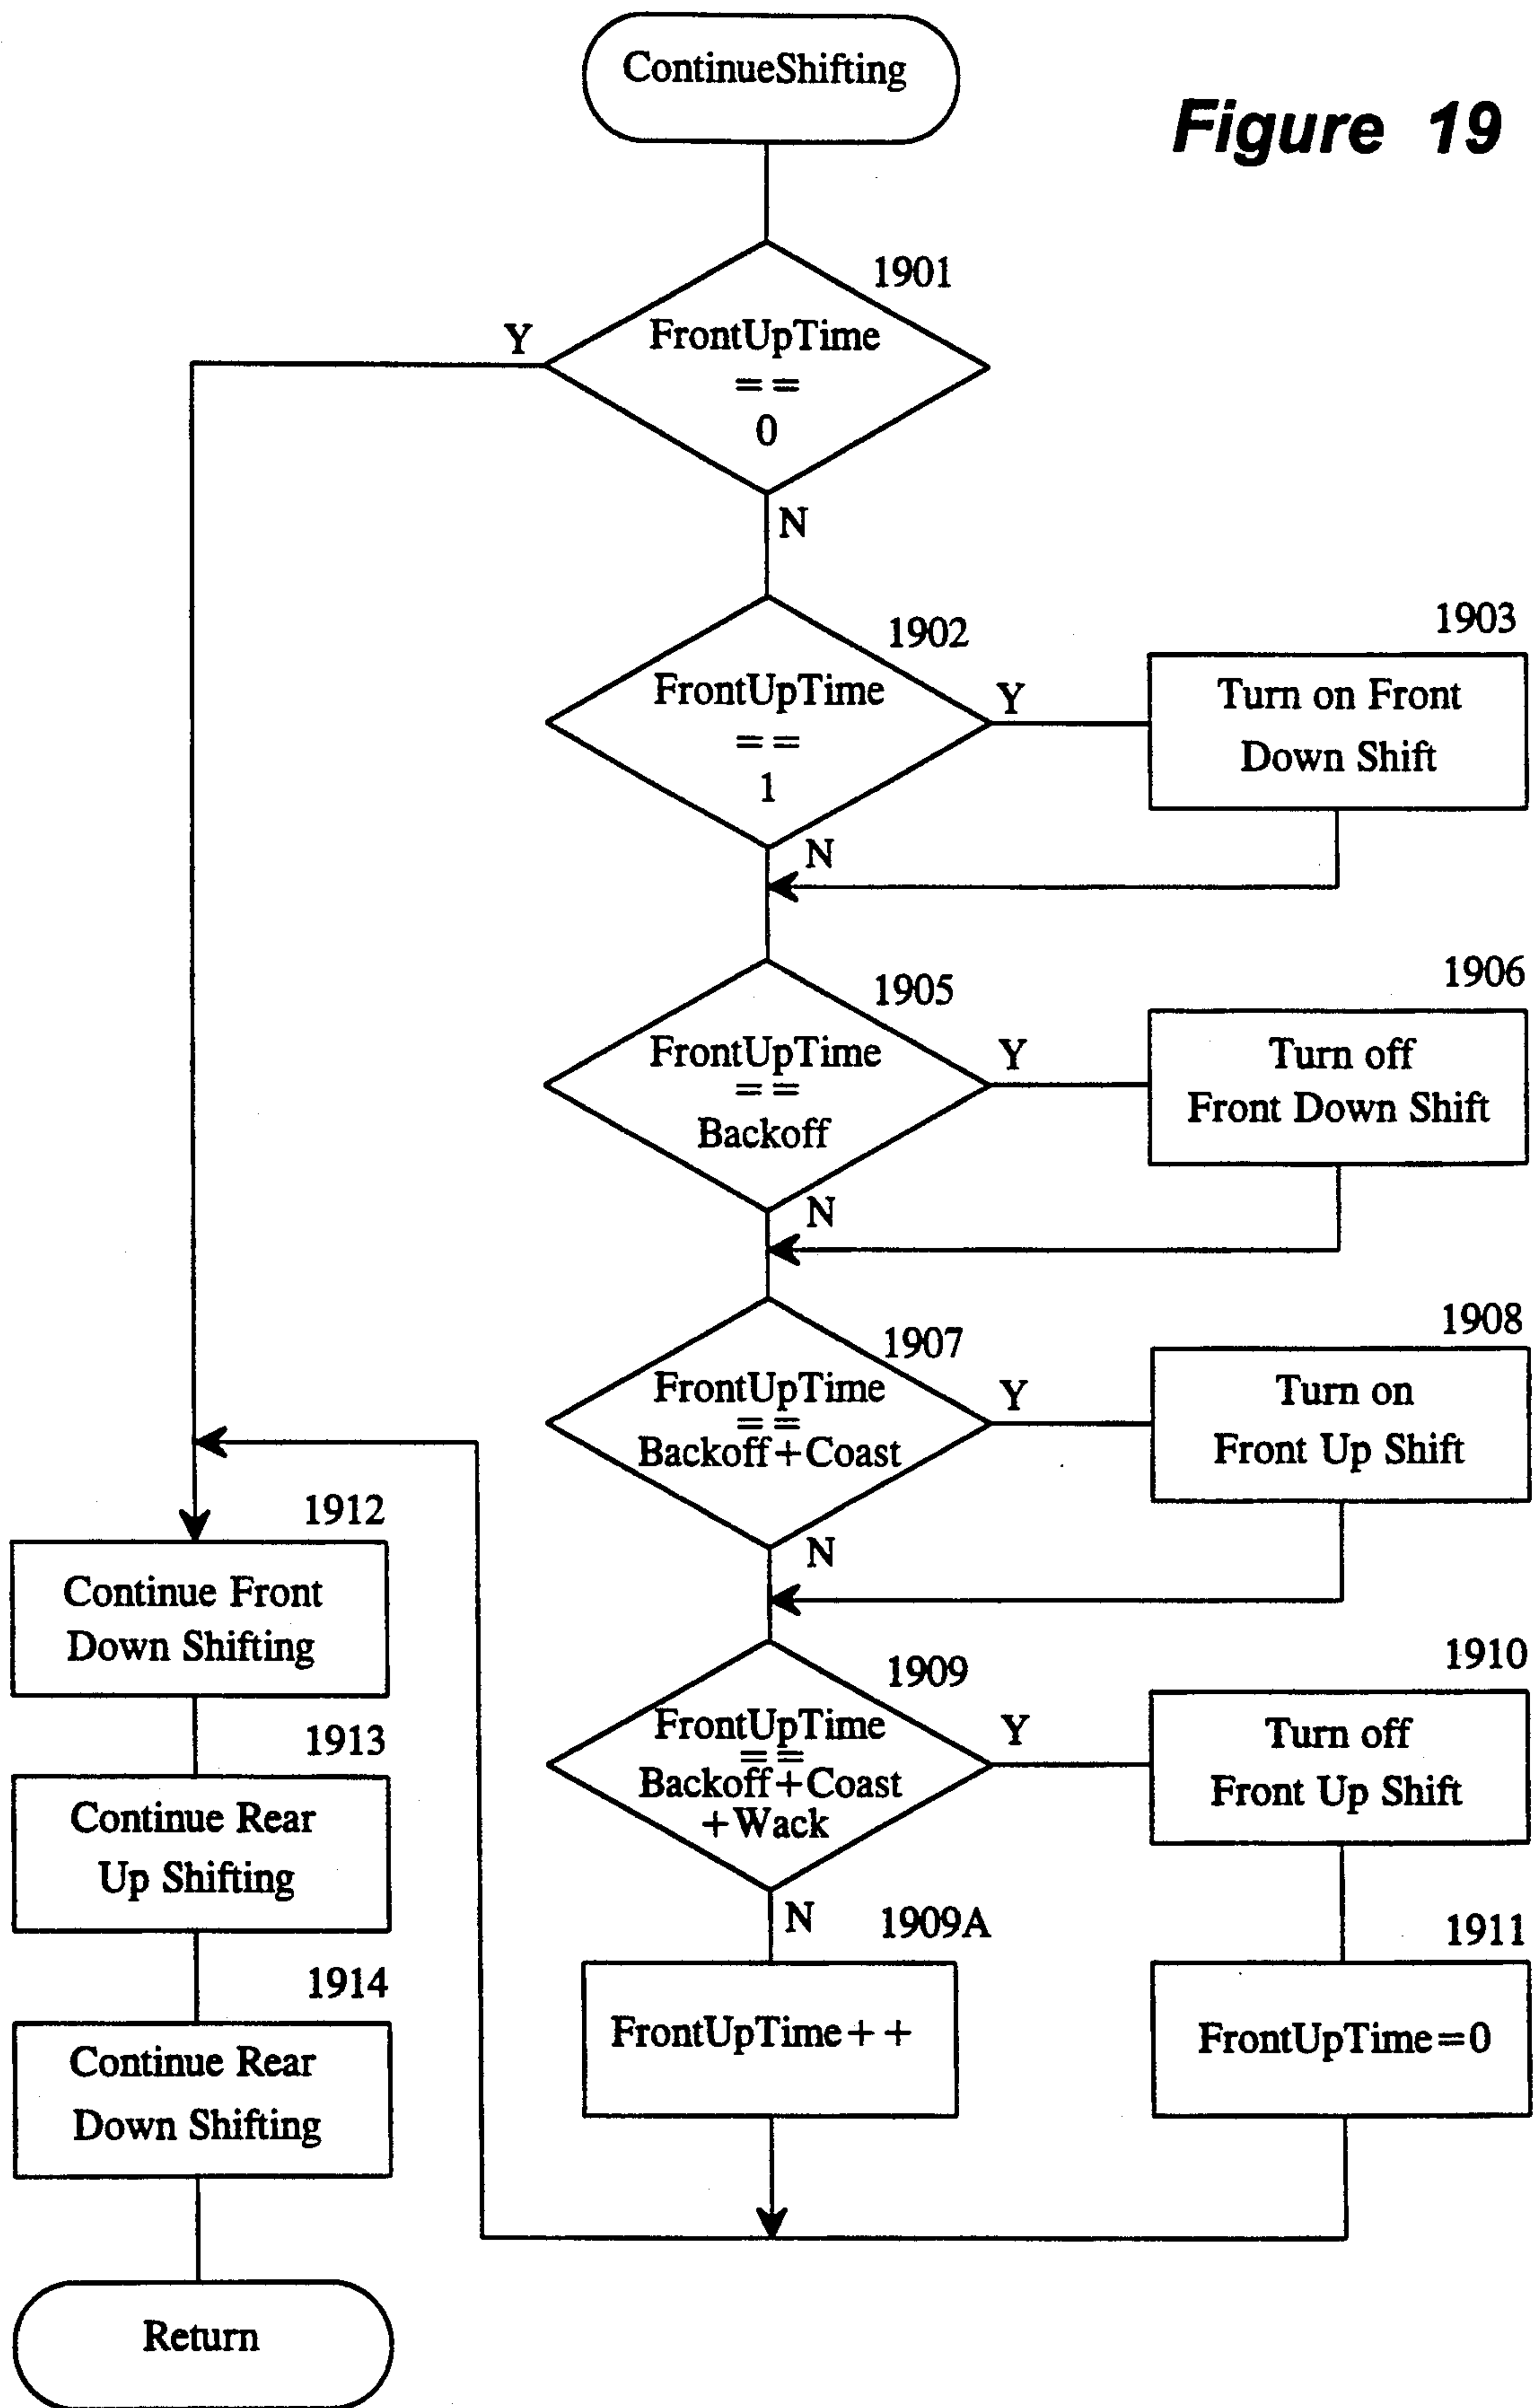 ContinueShifting
Figure 19
1901
Y
FrontUpTime
==
0
N
1902
FrontUpTime
==
1
Y
1903
Turn on Front
Down Shift
N
1905
FrontUpTime
==
Backoff
Y
1906
Turn off
Front Down Shift
N
1907
FrontUpTime
==
Backoff+Coast
Y
1908
Turn on
Front Up Shift
N
1909
FrontUpTime
==
Backoff+Coast
+Wack
Y
1910
Turn off
Front Up Shift
N
1909A
FrontUpTime++
1911
FrontUpTime=0
1912
Continue Front
Down Shifting
1913
Continue Rear
Up Shifting
1914
Continue Rear
Down Shifting
Return